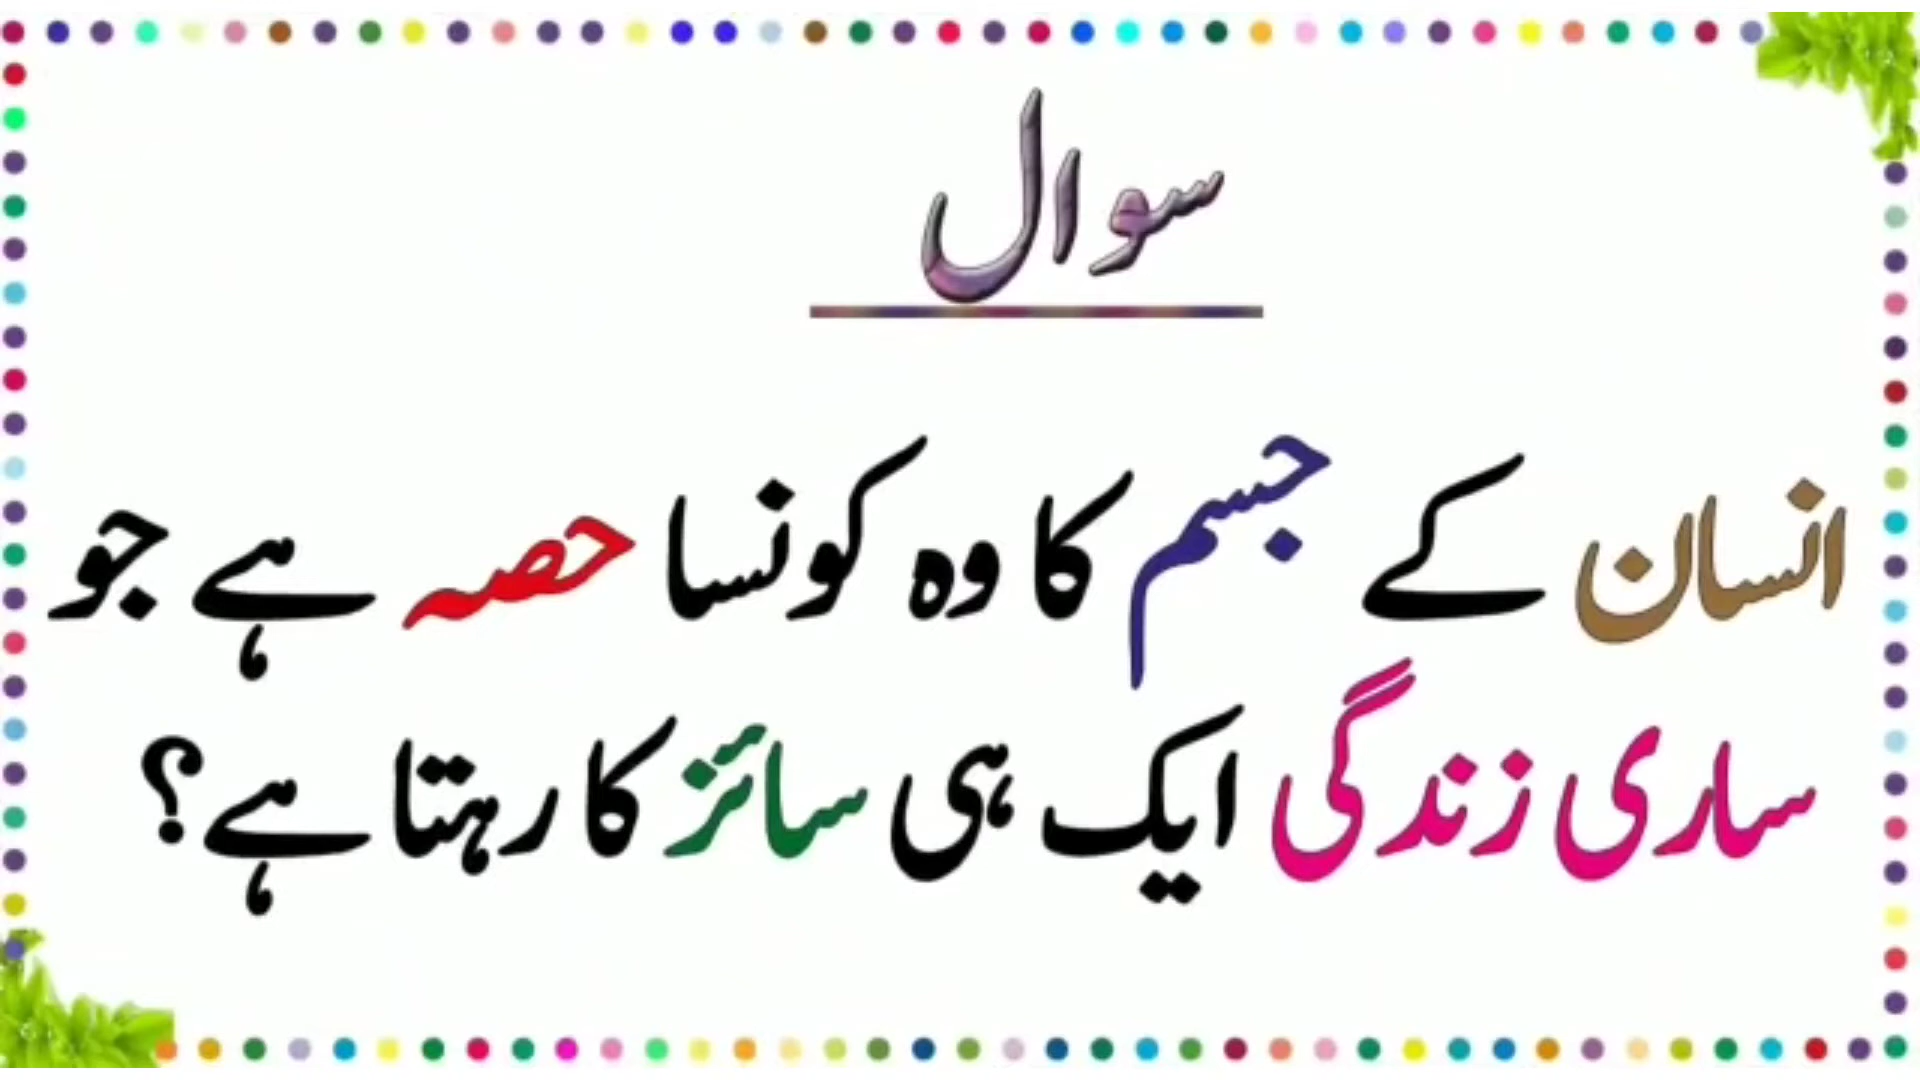 سوال
انسان کے جسم کا وہ کونسا حصہ ہے جو
ساری زندگی ایک ہی سائز کا رہتا ہے؟